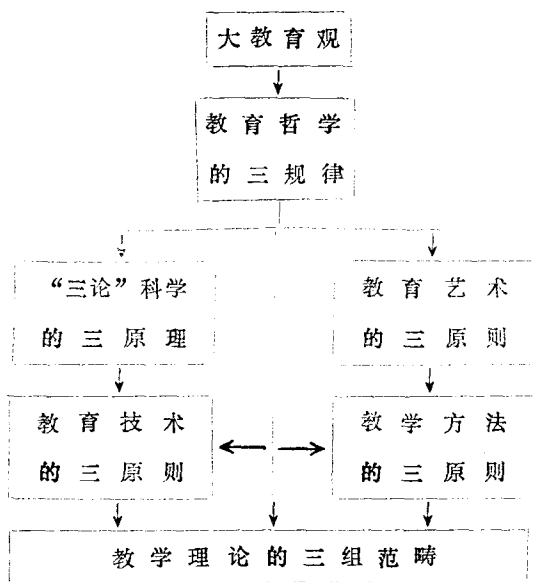 大教育观
教育哲学
的三规律
“三论”科学
的三原理
教育艺术
的三原则
教育技术
的三原则
教学方法
的三原则
教学理论的三组范畴